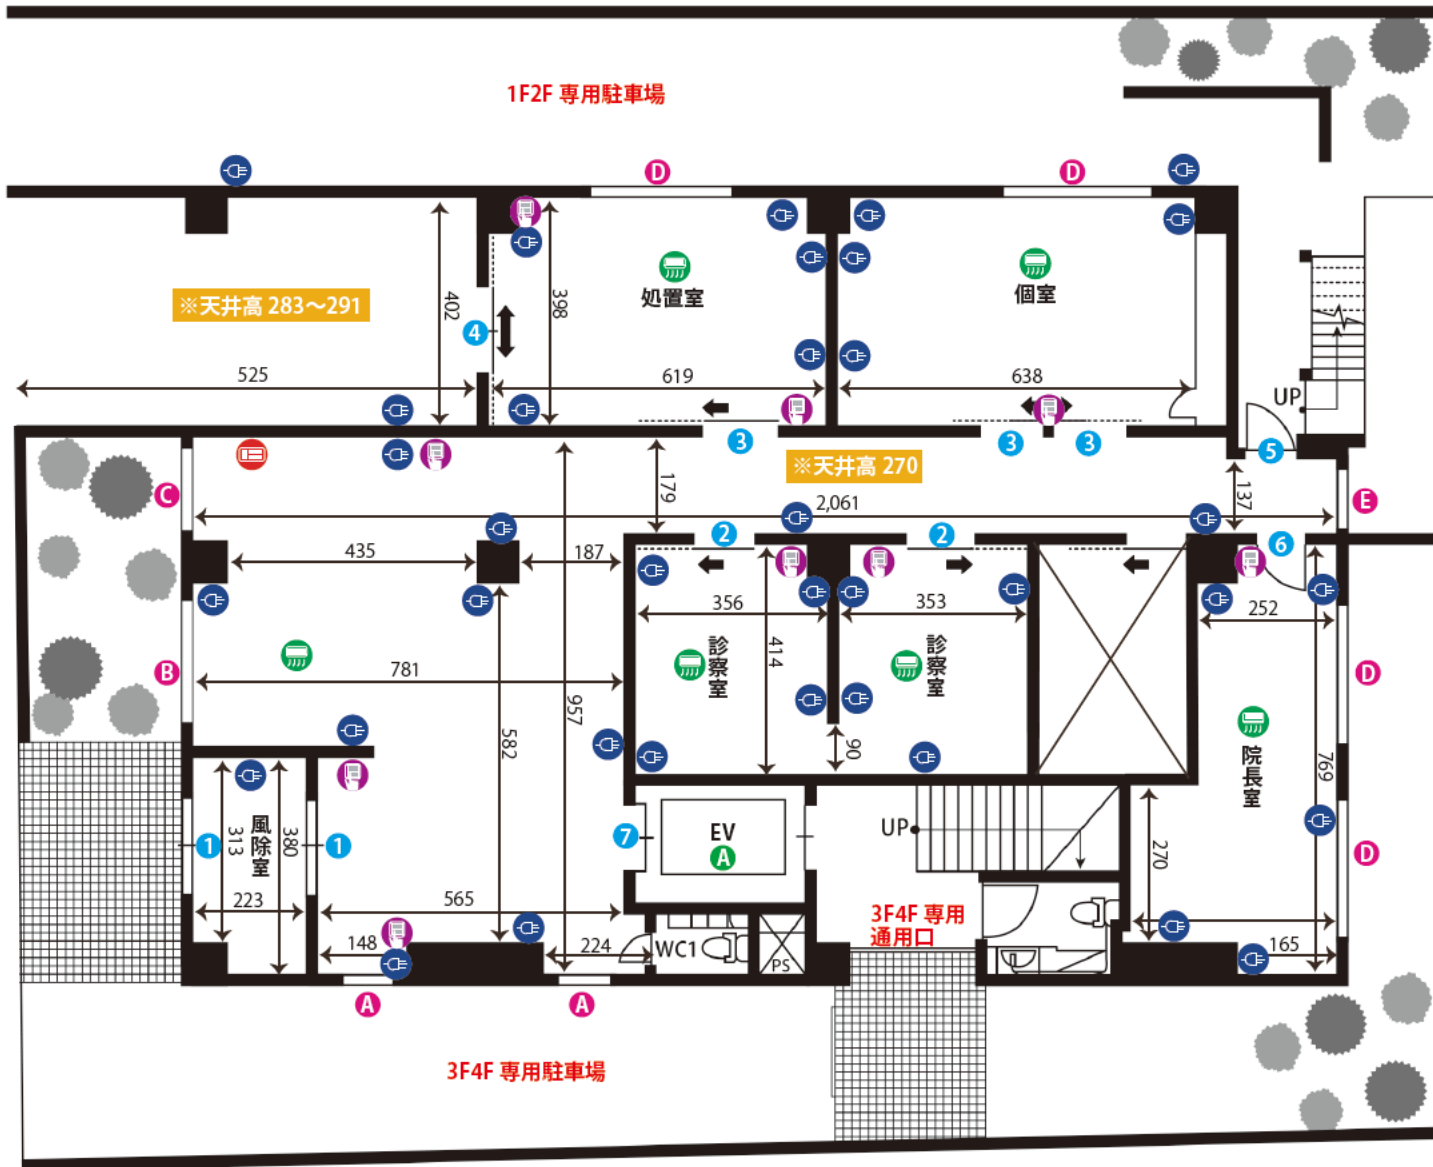 1F2F 専用駐車場
D
D
※天井高 283〜291
402
4
398
処置室
個室
525
619
638
UP
3
3
3
5
※天井高 270
C
179
2,061
137
E
2
2
6
435
187
356
353
252
診察室
414
診察室
B
781
957
582
90
D
院長室
769
1
313
風除室
380
1
7
EV
A
UP
270
D
223
565
3F4F 専用
通用口
148
224
WC1
PS
165
A
A
3F4F 専用駐車場